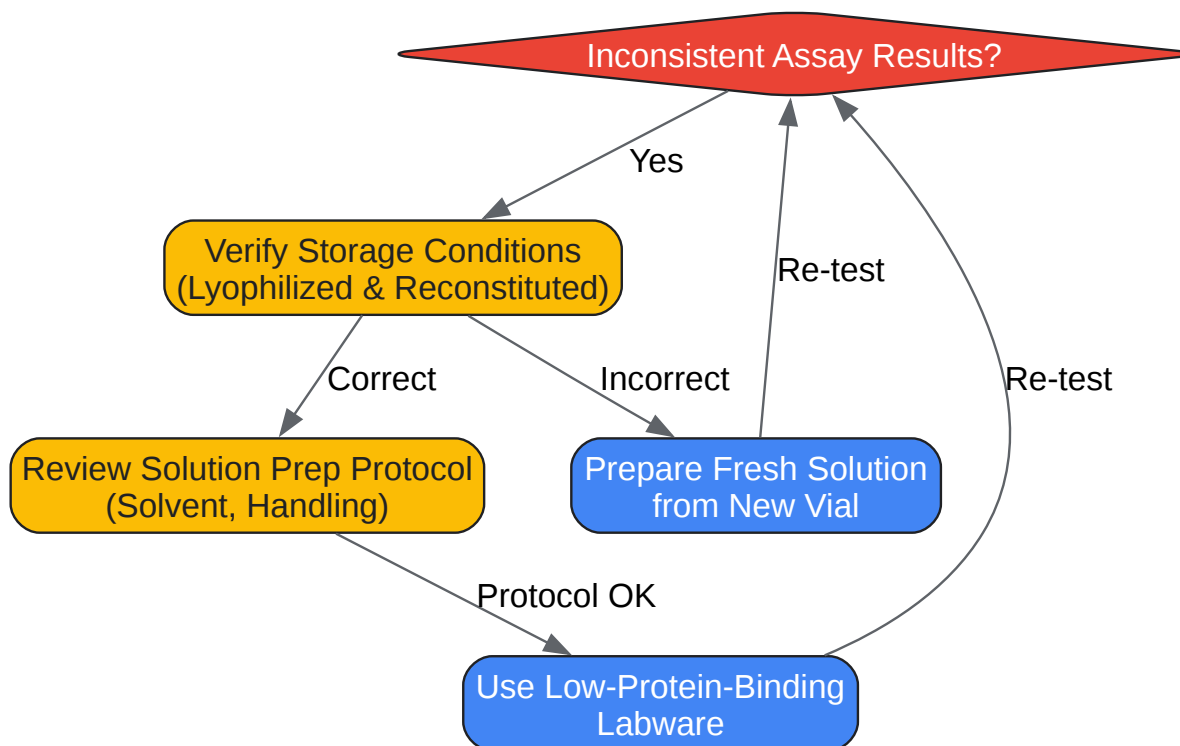 Inconsistent Assay Results?
Yes
Verify Storage Conditions
(Lyophilized & Reconstituted)
Re-test
Correct
Incorrect
Re-test
Review Solution Prep Protocol
(Solvent, Handling)
Prepare Fresh Solution
from New Vial
Protocol OK
Use Low-Protein-Binding
Labware